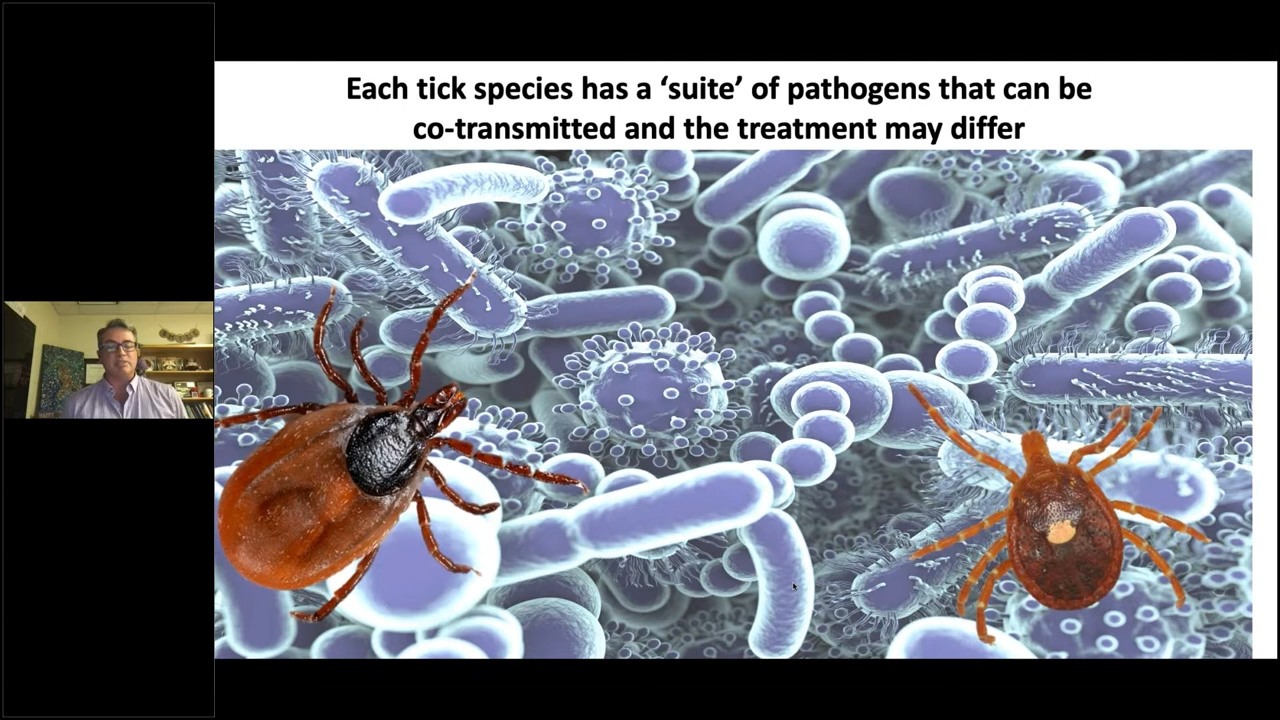 Each tick species has a ‘suite’ of pathogens that can be
co-transmitted and the treatment may differ